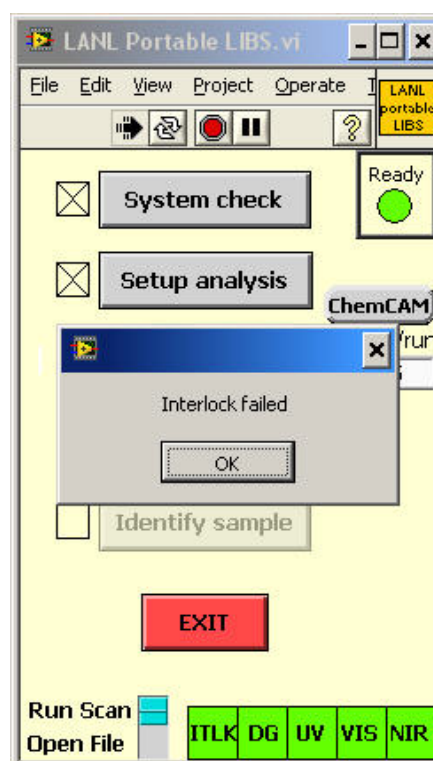 LANL Portable LIBS.vi
File Edit View Project Operate
LANL
portable
LIBS
Ready
System check
Setup analysis
ChemCAM
/run
Interlock failed
OK
Identify sample
EXIT
Run Scan
Open File
ITLK DG UV VIS NIR